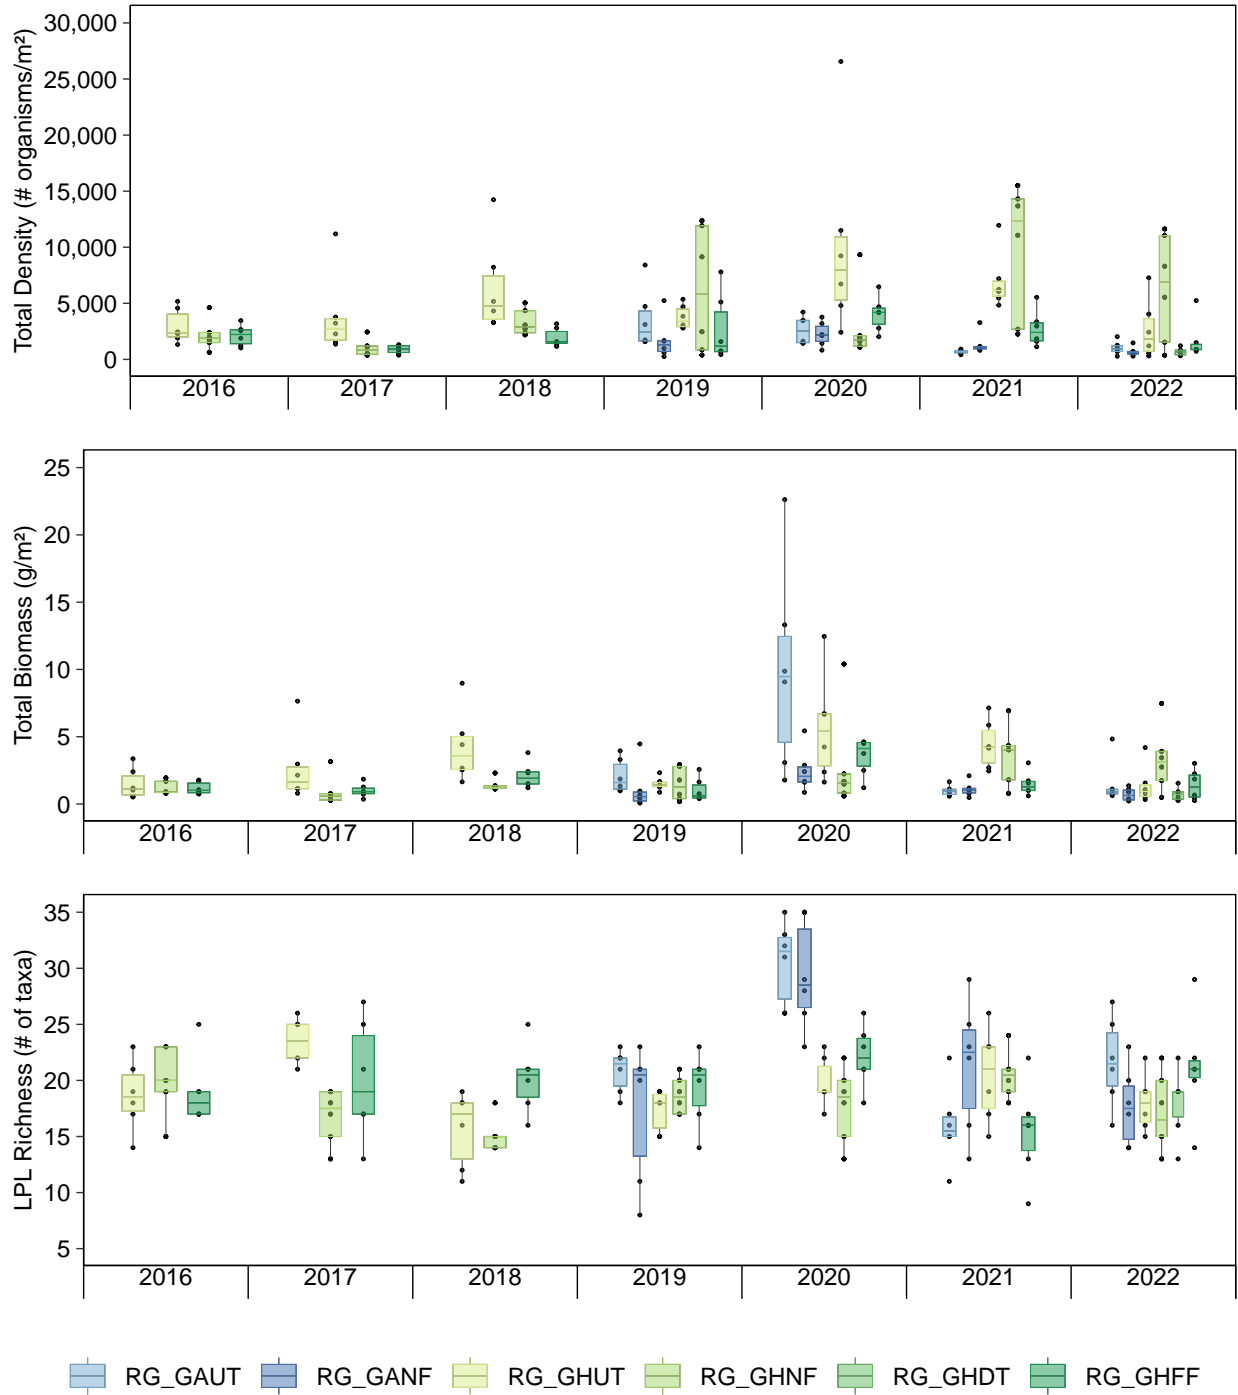 Total Density (# organisms/m²)
30,000
25,000
20,000
15,000
10,000
5,000
0
2016 2017 2018 2019 2020 2021 2022
Total Biomass (g/m²)
25
20
15
10
5
0
2016 2017 2018 2019 2020 2021 2022
LPL Richness (# of taxa)
35
30
25
20
15
10
5
2016 2017 2018 2019 2020 2021 2022
RG_GAUT RG_GANF RG_GHUT RG_GHNF RG_GHDT RG_GHFF